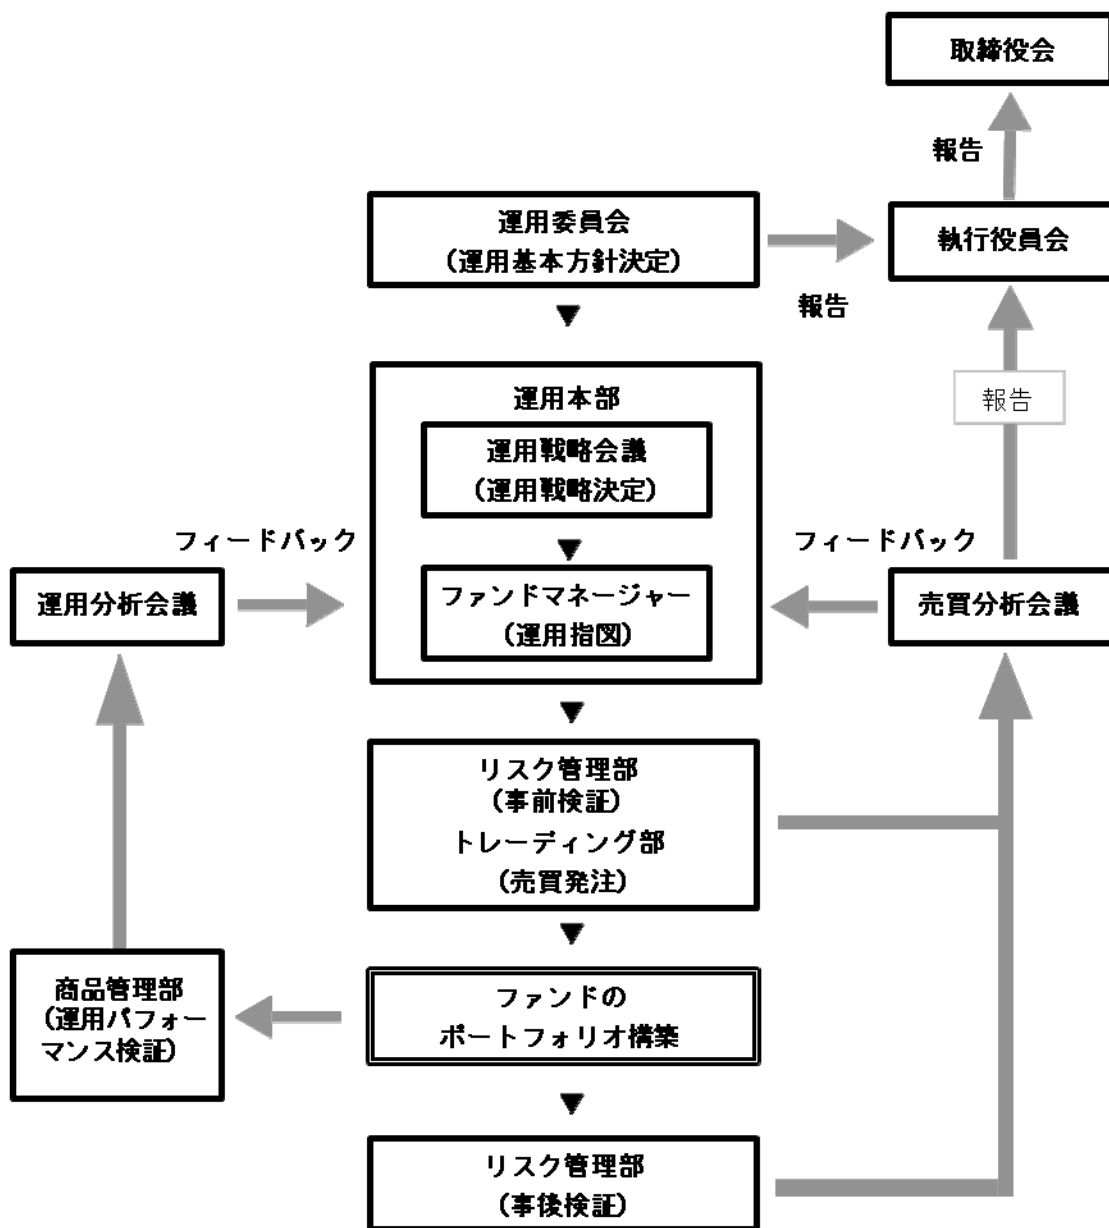 取締役会
報告
運用委員会
(運用基本方針決定)
執行役員会
報告
報告
運用本部
運用戦略会議
(運用戦略決定)
フィードバック
フィードバック
運用分析会議
ファンドマネージャー
(運用指図)
売買分析会議
リスク管理部
(事前検証)
トレーディング部
(売買発注)
商品管理部
(運用パフォー
マンス検証)
ファンドの
ポートフォリオ構築
リスク管理部
(事後検証)